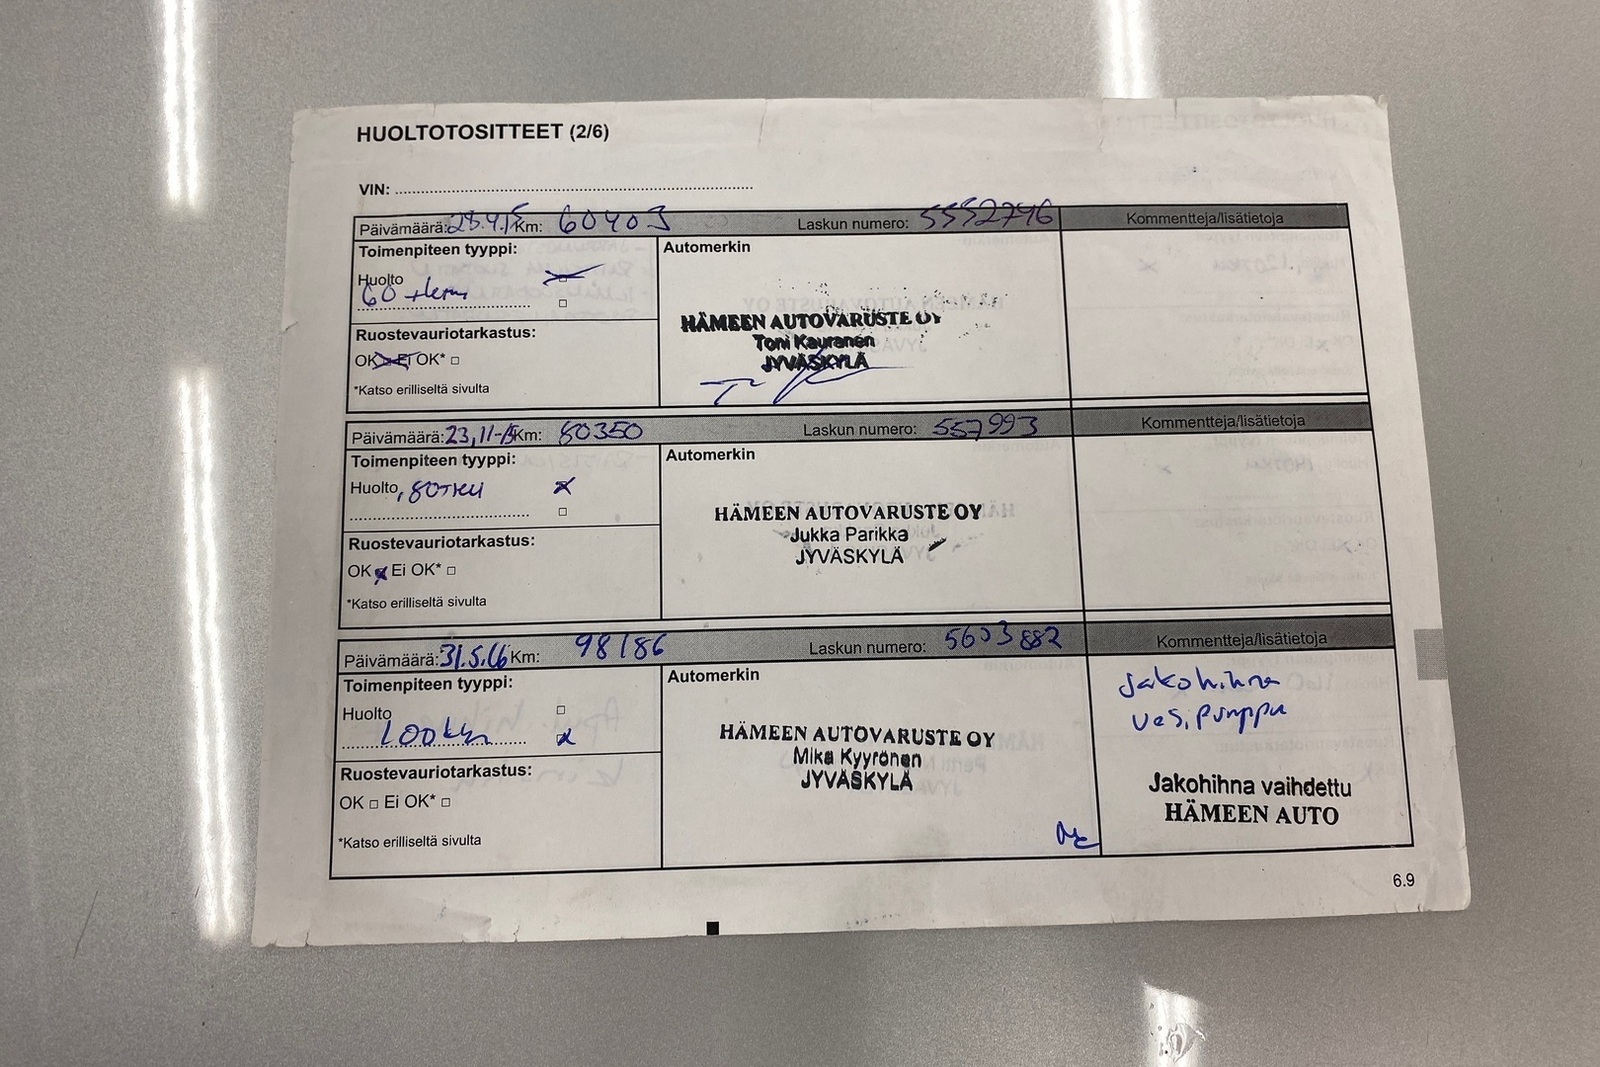 HUOLTOTOSITTEET (2/6)
VIN:
Päivämäärä: 28.4.15 Km: 60403 Laskun numero: 5552746 Kommentteja/lisätietoja
Toimenpiteen tyyppi: Automerkin
Huolto
60 tkm
HÄMEEN AUTOVARUSTE OY
Toni Kauranen
JYVÄSKYLÄ
Ruostevauriotarkastus:
OK Ei OK*
*Katso erilliseltä sivulta
Päivämäärä: 23,11-15 Km: 80350 Laskun numero: 557993 Kommentteja/lisätietoja
Toimenpiteen tyyppi: Automerkin
Huolto, 80TKM
HÄMEEN AUTOVARUSTE OY
Jukka Parikka
JYVÄSKYLÄ
Ruostevauriotarkastus:
OK Ei OK*
*Katso erilliseltä sivulta
Päivämäärä: 31.5.16 Km: 98186 Laskun numero: 5603882 Kommentteja/lisätietoja
Toimenpiteen tyyppi: Automerkin
Huolto
100tkm
HÄMEEN AUTOVARUSTE OY
Mika Kyyrönen
JYVÄSKYLÄ
Ruostevauriotarkastus:
OK Ei OK*
*Katso erilliseltä sivulta
Jakohihna
vesipumppu
Jakohihna vaihdettu
HÄMEEN AUTO
6.9